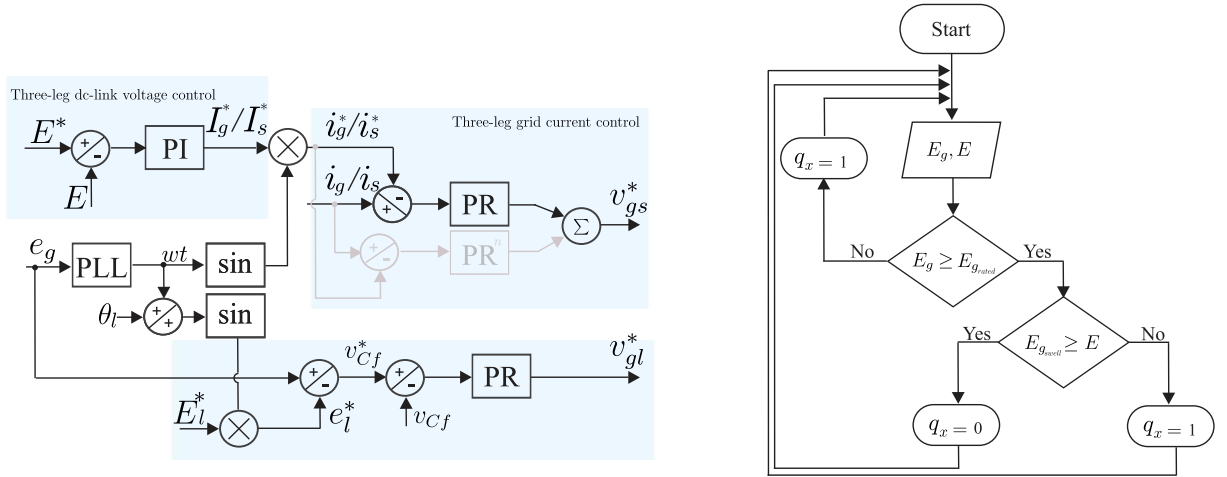 Three-leg dc-link voltage control
E*
+
-
PI
I_g^*/I_s^*
×
E
i_g^*/i_s^*
Three-leg grid current control
i_g/i_s
-
+
PR
Σ
v_gs^*
+
-
PR^n
e_g
PLL
wt
sin
θ_l
+
+
sin
+
-
v_Cf^*
+
-
PR
v_gl^*
E_l^*
×
e_l^*
v_Cf
Start
q_x = 1
E_g, E
No
E_g ≥ E_g_rated
Yes
Yes
E_g_swell ≥ E
No
q_x = 0
q_x = 1